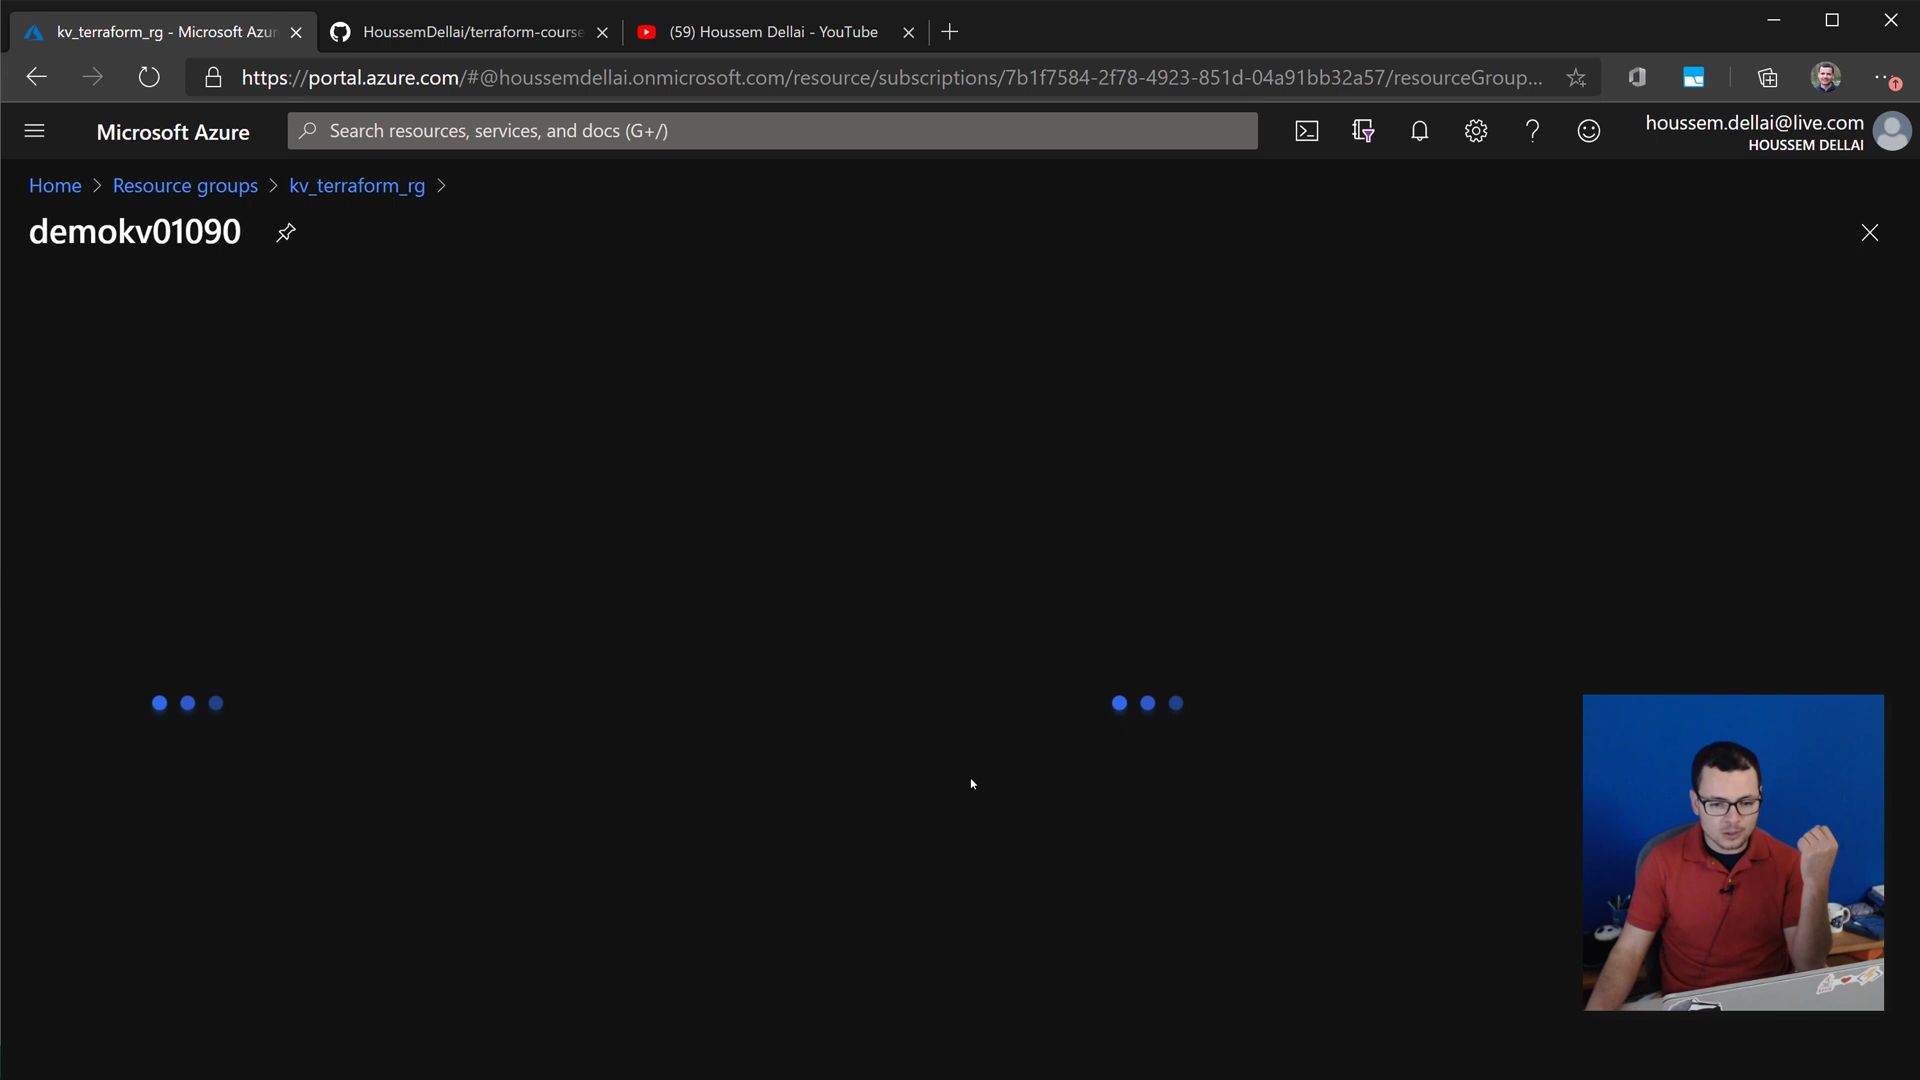 kv_terraform_rg - Microsoft Azur
HoussemDellai/terraform-course
(59) Houssem Dellai - YouTube
https://portal.azure.com/#@houssemdellai.onmicrosoft.com/resource/subscriptions/7b1f7584-2f78-4923-851d-04a91bb32a57/resourceGroup...
Microsoft Azure
Search resources, services, and docs (G+/)
houssem.dellai@live.com
HOUSSEM DELLAI
Home > Resource groups > kv_terraform_rg >
demokv01090